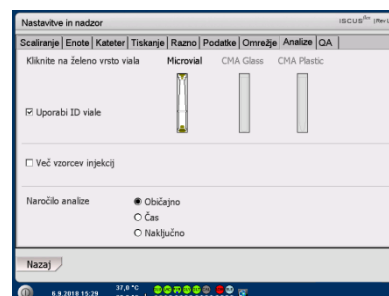 Nastavitve in nadzor
ISCUS
Scaliranje Enote Kateter Tiskanje Razno Podatke Omrežje Analize QA
Kliknite na želeno vrsto viala Microvial CMA Glass CMA Plastic
Uporabi ID viale
Več vzorcev injekcij
Naročilo analize Običajno
Čas
Naključno
Nazaj
6.9.2018 15:29 37,0 °C